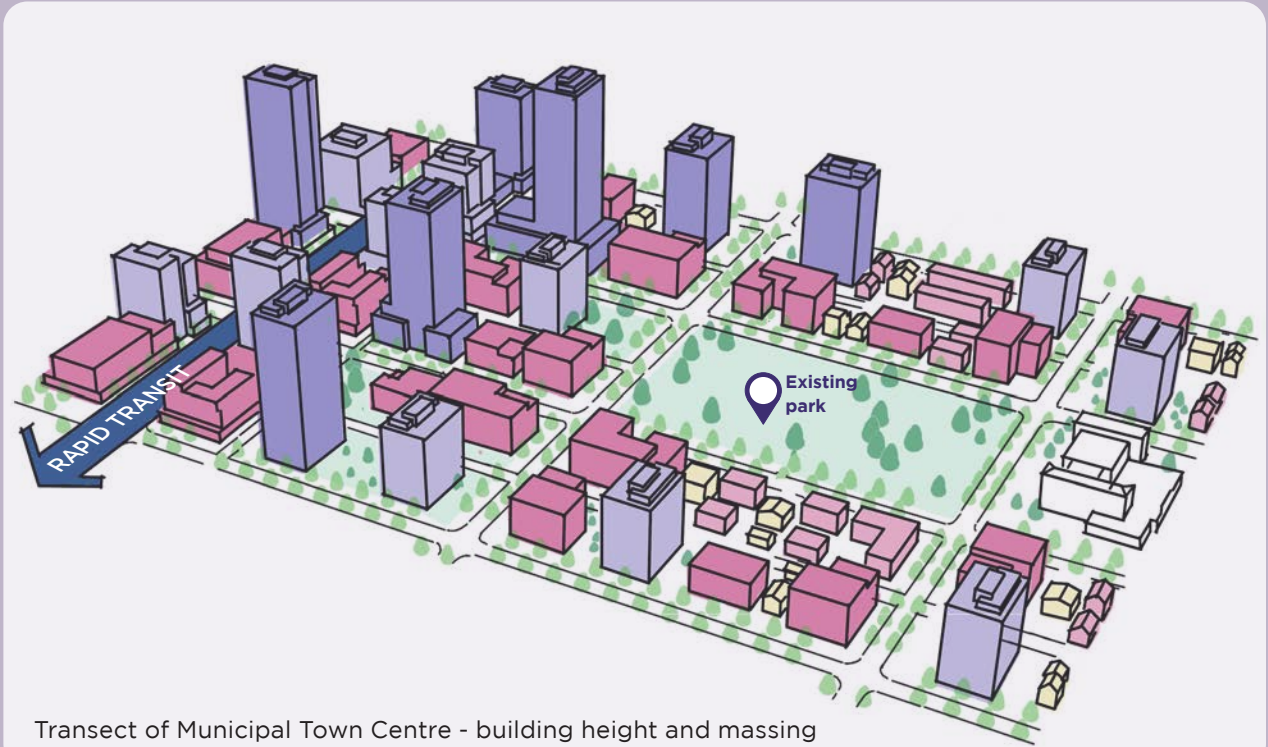 Existing
park
RAPID TRANSIT
Transect of Municipal Town Centre - building height and massing